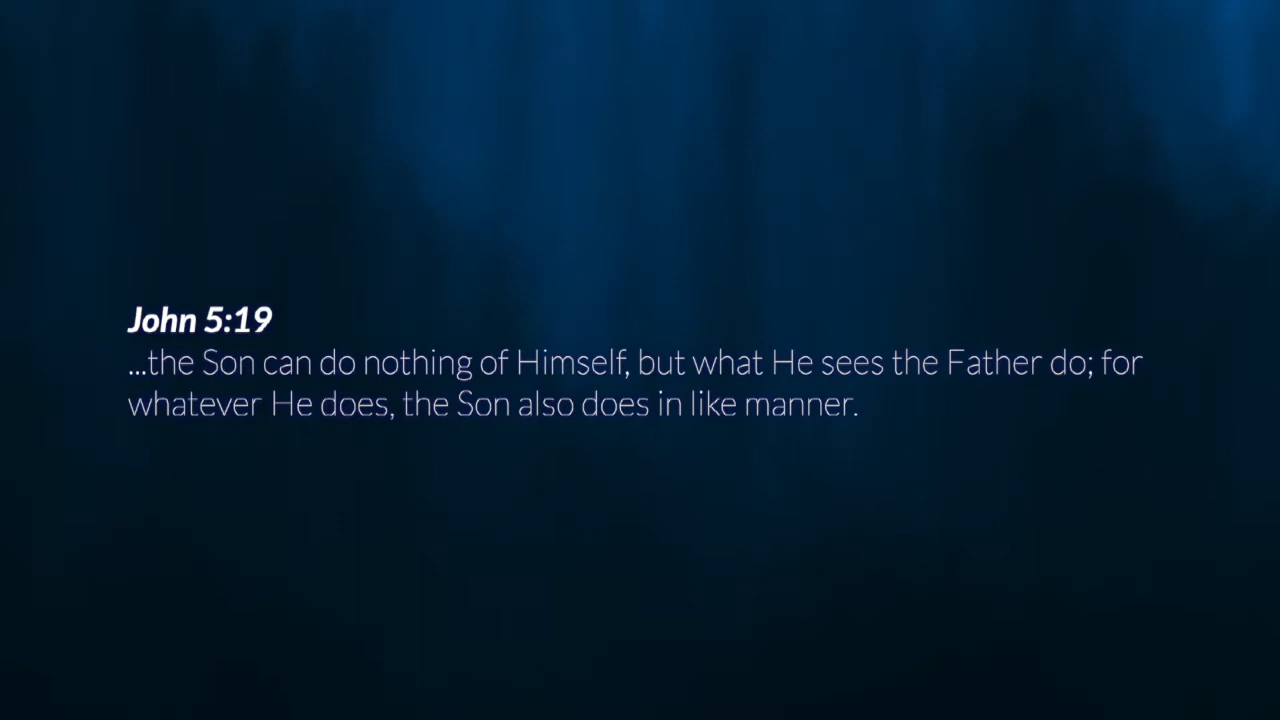 John 5:19
...the Son can do nothing of Himself, but what He sees the Father do; for
whatever He does, the Son also does in like manner.